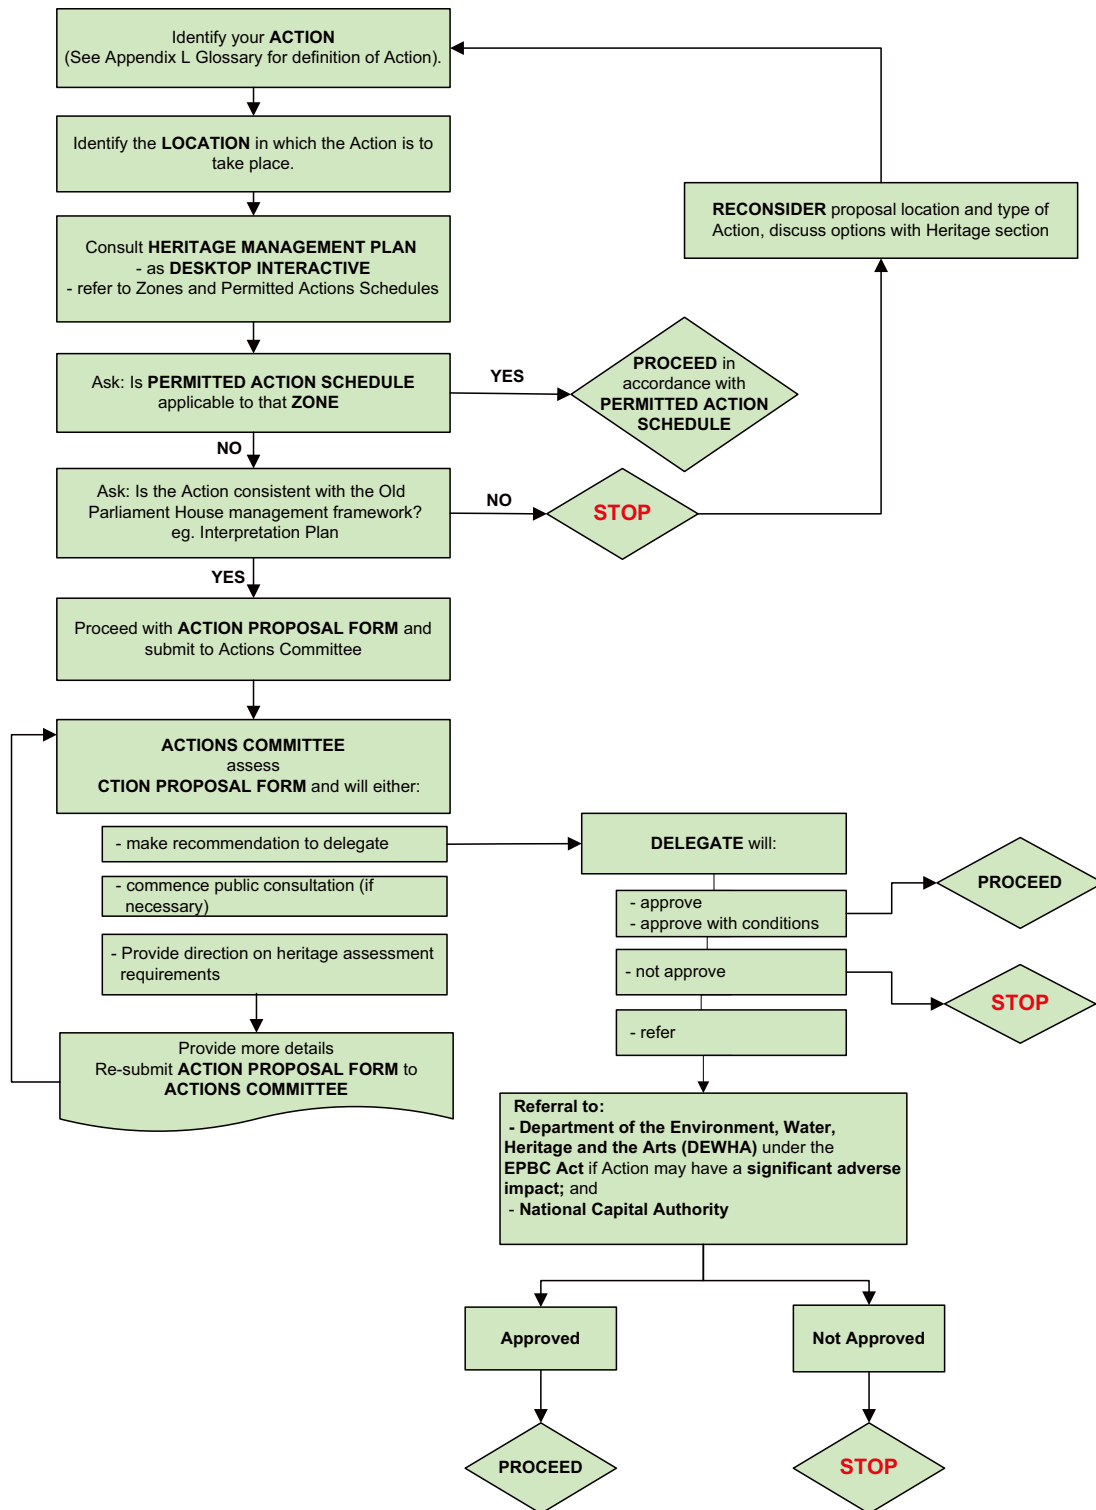 Identify your ACTION
(See Appendix L Glossary for definition of Action).
Identify the LOCATION in which the Action is to
take place.
RECONSIDER proposal location and type of
Action, discuss options with Heritage section
Consult HERITAGE MANAGEMENT PLAN
- as DESKTOP INTERACTIVE
- refer to Zones and Permitted Actions Schedules
Ask: Is PERMITTED ACTION SCHEDULE
applicable to that ZONE
YES
PROCEED in
accordance with
PERMITTED ACTION
SCHEDULE
NO
Ask: Is the Action consistent with the Old
Parliament House management framework?
eg. Interpretation Plan
NO
STOP
YES
Proceed with ACTION PROPOSAL FORM and
submit to Actions Committee
ACTIONS COMMITTEE
assess
CTION PROPOSAL FORM and will either:
- make recommendation to delegate
- commence public consultation (if
necessary)
- Provide direction on heritage assessment
requirements
Provide more details
Re-submit ACTION PROPOSAL FORM to
ACTIONS COMMITTEE
DELEGATE will:
- approve
- approve with conditions
PROCEED
- not approve
STOP
- refer
Referral to:
- Department of the Environment, Water,
Heritage and the Arts (DEWHA) under the
EPBC Act if Action may have a significant adverse
impact; and
- National Capital Authority
Approved
Not Approved
PROCEED
STOP